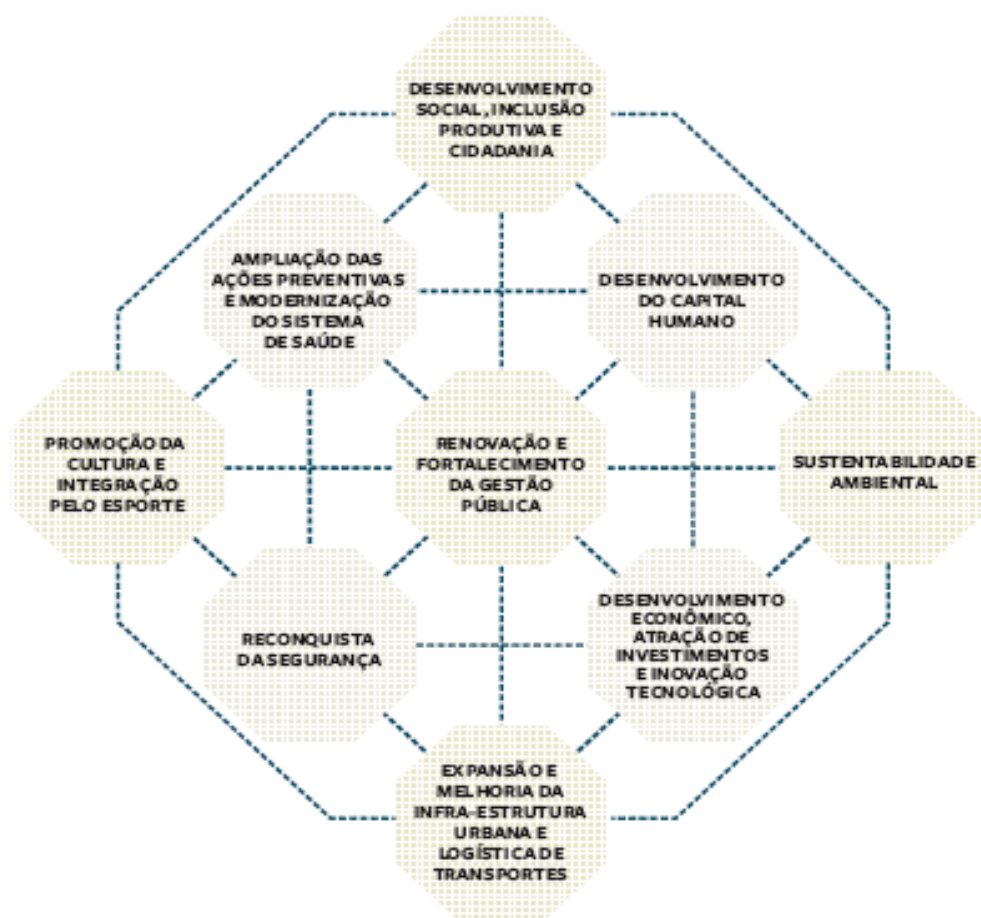 DESENVOLVIMENTO
SOCIAL, INCLUSÃO
PRODUTIVA E
CIDADANIA
AMPLIAÇÃO DAS
AÇÕES PREVENTIVAS
E MODERNIZAÇÃO
DO SISTEMA
DE SAÚDE
DESENVOLVIMENTO
DO CAPITAL
HUMANO
PROMOÇÃO DA
CULTURA E
INTEGRAÇÃO
PELO ESPORTE
RENOVAÇÃO E
FORTALECIMENTO
DA GESTÃO
PÚBLICA
SUSTENTABILIDADE
AMBIENTAL
RECONQUISTA
DA SEGURANÇA
DESENVOLVIMENTO
ECONÔMICO,
ATRAÇÃO DE
INVESTIMENTOS
E INOVAÇÃO
TECNOLÓGICA
EXPANSÃO E
MELHORIA DA
INFRA-ESTRUTURA
URBANA E
LOGÍSTICA DE
TRANSPORTES